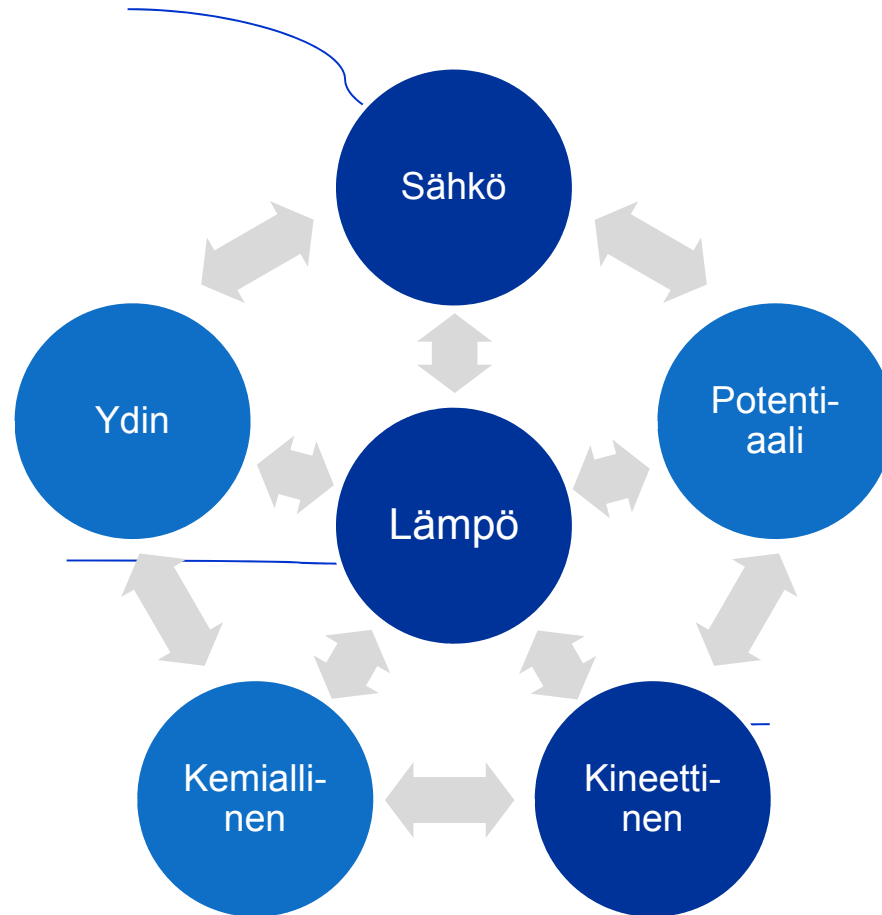 Sähkö
Ydin
Potenti-
aali
Lämpö
Kemialli-
nen
Kineetti-
nen